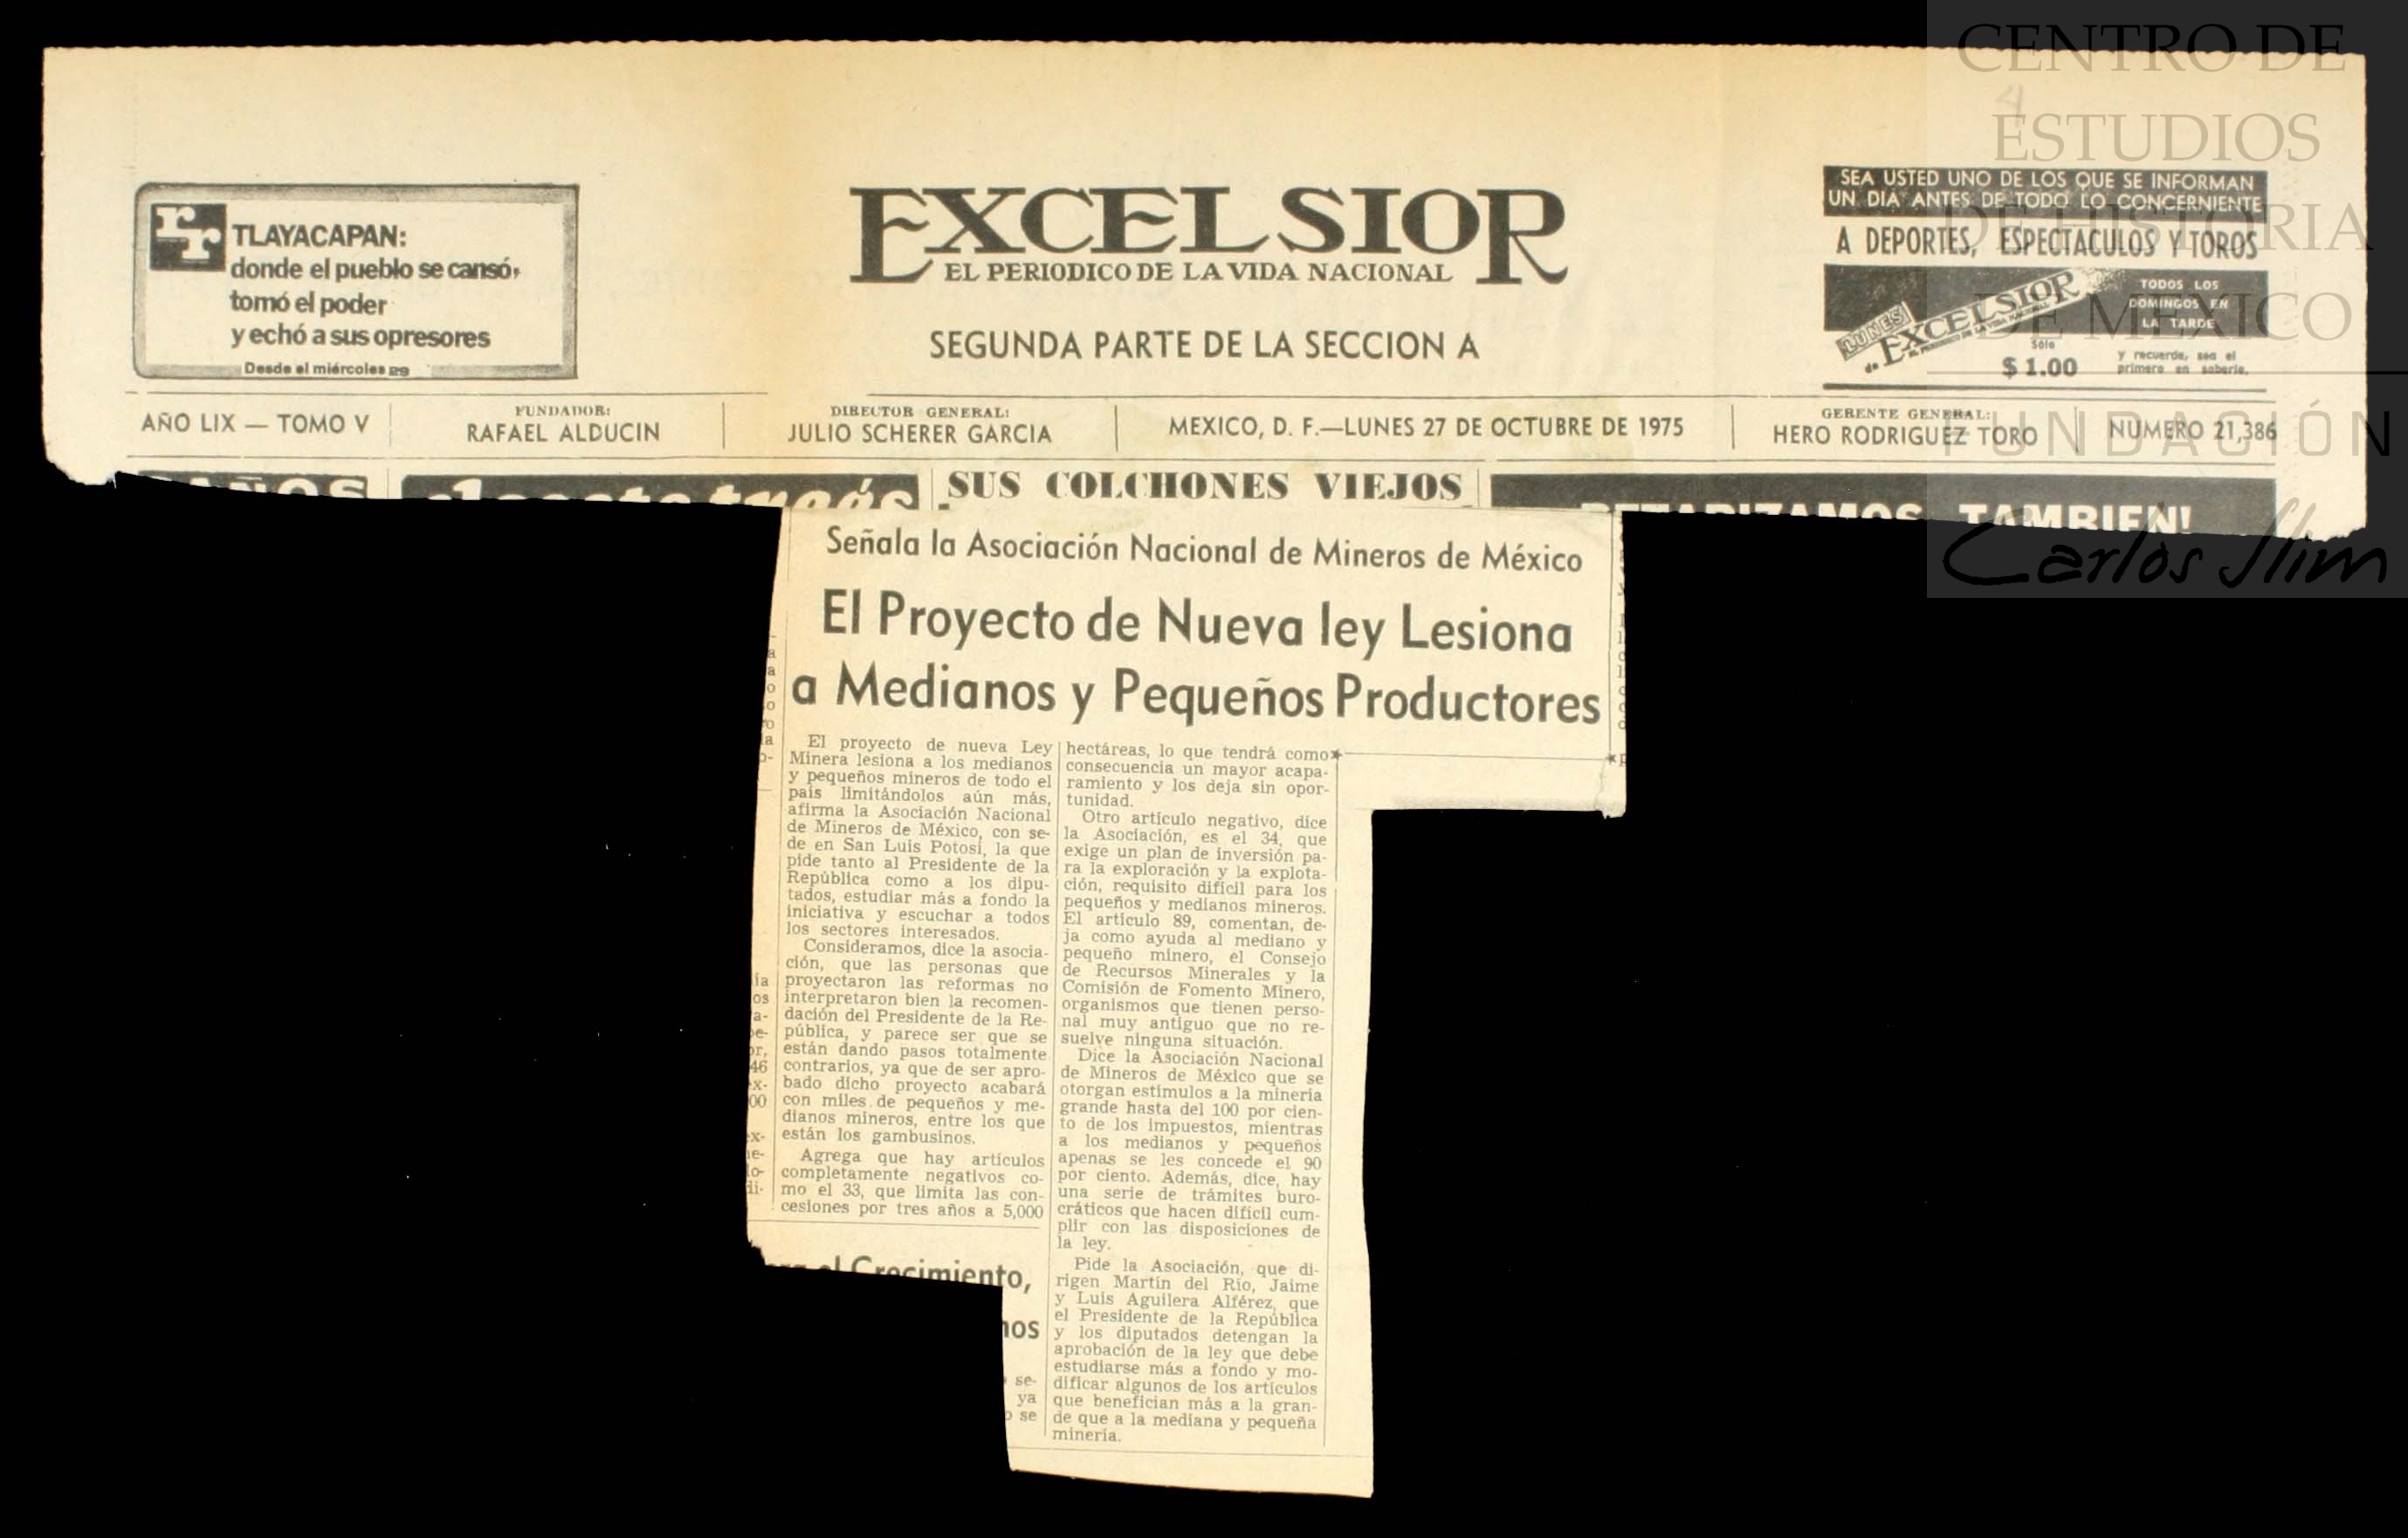 CENTRO DE
ESTUDIOS
DE HISTORIA
DE MEXICO
FUNDACIÓN
Carlos Slim
rr
TLAYACAPAN:
donde el pueblo se cansó,
tomó el poder
y echó a sus opresores
Desde el miércoles 29
EXCELSIOR
EL PERIODICO DE LA VIDA NACIONAL
SEGUNDA PARTE DE LA SECCION A
SEA USTED UNO DE LOS QUE SE INFORMAN
UN DIA ANTES DE TODO LO CONCERNIENTE
A DEPORTES, ESPECTACULOS Y TOROS
LUNES
de EXCELSIOR
TODOS LOS
DOMINGOS EN
LA TARDE
Sólo
$ 1.00
y recuerde, sea el
primero en saberlo.
AÑO LIX — TOMO V
FUNDADOR:
RAFAEL ALDUCIN
DIRECTOR GENERAL:
JULIO SCHERER GARCIA
MEXICO, D. F.—LUNES 27 DE OCTUBRE DE 1975
GERENTE GENERAL:
HERO RODRIGUEZ TORO
NUMERO 21,386
SUS COLCHONES VIEJOS
TAMBIEN!
Señala la Asociación Nacional de Mineros de México
El Proyecto de Nueva ley Lesiona
a Medianos y Pequeños Productores
El proyecto de nueva Ley
Minera lesiona a los medianos
y pequeños mineros de todo el
país limitándolos aún más,
afirma la Asociación Nacional
de Mineros de México, con se-
de en San Luis Potosí, la que
pide tanto al Presidente de la
República como a los dipu-
tados, estudiar más a fondo la
iniciativa y escuchar a todos
los sectores interesados.
Consideramos, dice la asocia-
ción, que las personas que
proyectaron las reformas no
interpretaron bien la recomen-
dación del Presidente de la Re-
pública, y parece ser que se
están dando pasos totalmente
contrarios, ya que de ser apro-
bado dicho proyecto acabará
con miles de pequeños y me-
dianos mineros, entre los que
están los gambusinos.
Agrega que hay artículos
completamente negativos co-
mo el 33, que limita las con-
cesiones por tres años a 5,000
hectáreas, lo que tendrá como
consecuencia un mayor acapa-
ramiento y los deja sin opor-
tunidad.
Otro artículo negativo, dice
la Asociación, es el 34, que
exige un plan de inversión pa-
ra la exploración y la explota-
ción, requisito difícil para los
pequeños y medianos mineros.
El artículo 89, comentan, de-
ja como ayuda al mediano y
pequeño minero, el Consejo
de Recursos Minerales y la
Comisión de Fomento Minero,
organismos que tienen perso-
nal muy antiguo que no re-
suelve ninguna situación.
Dice la Asociación Nacional
de Mineros de México que se
otorgan estímulos a la minería
grande hasta del 100 por cien-
to de los impuestos, mientras
a los medianos y pequeños
apenas se les concede el 90
por ciento. Además, dice, hay
una serie de trámites buro-
cráticos que hacen difícil cum-
plir con las disposiciones de
la ley.
Pide la Asociación, que di-
rigen Martín del Río, Jaime
y Luis Aguilera Alférez, que
el Presidente de la República
y los diputados detengan la
aprobación de la ley que debe
estudiarse más a fondo y mo-
dificar algunos de los artículos
que benefician más a la gran-
de que a la mediana y pequeña
minería.
el Crecimiento,
nos
se-
ya
se